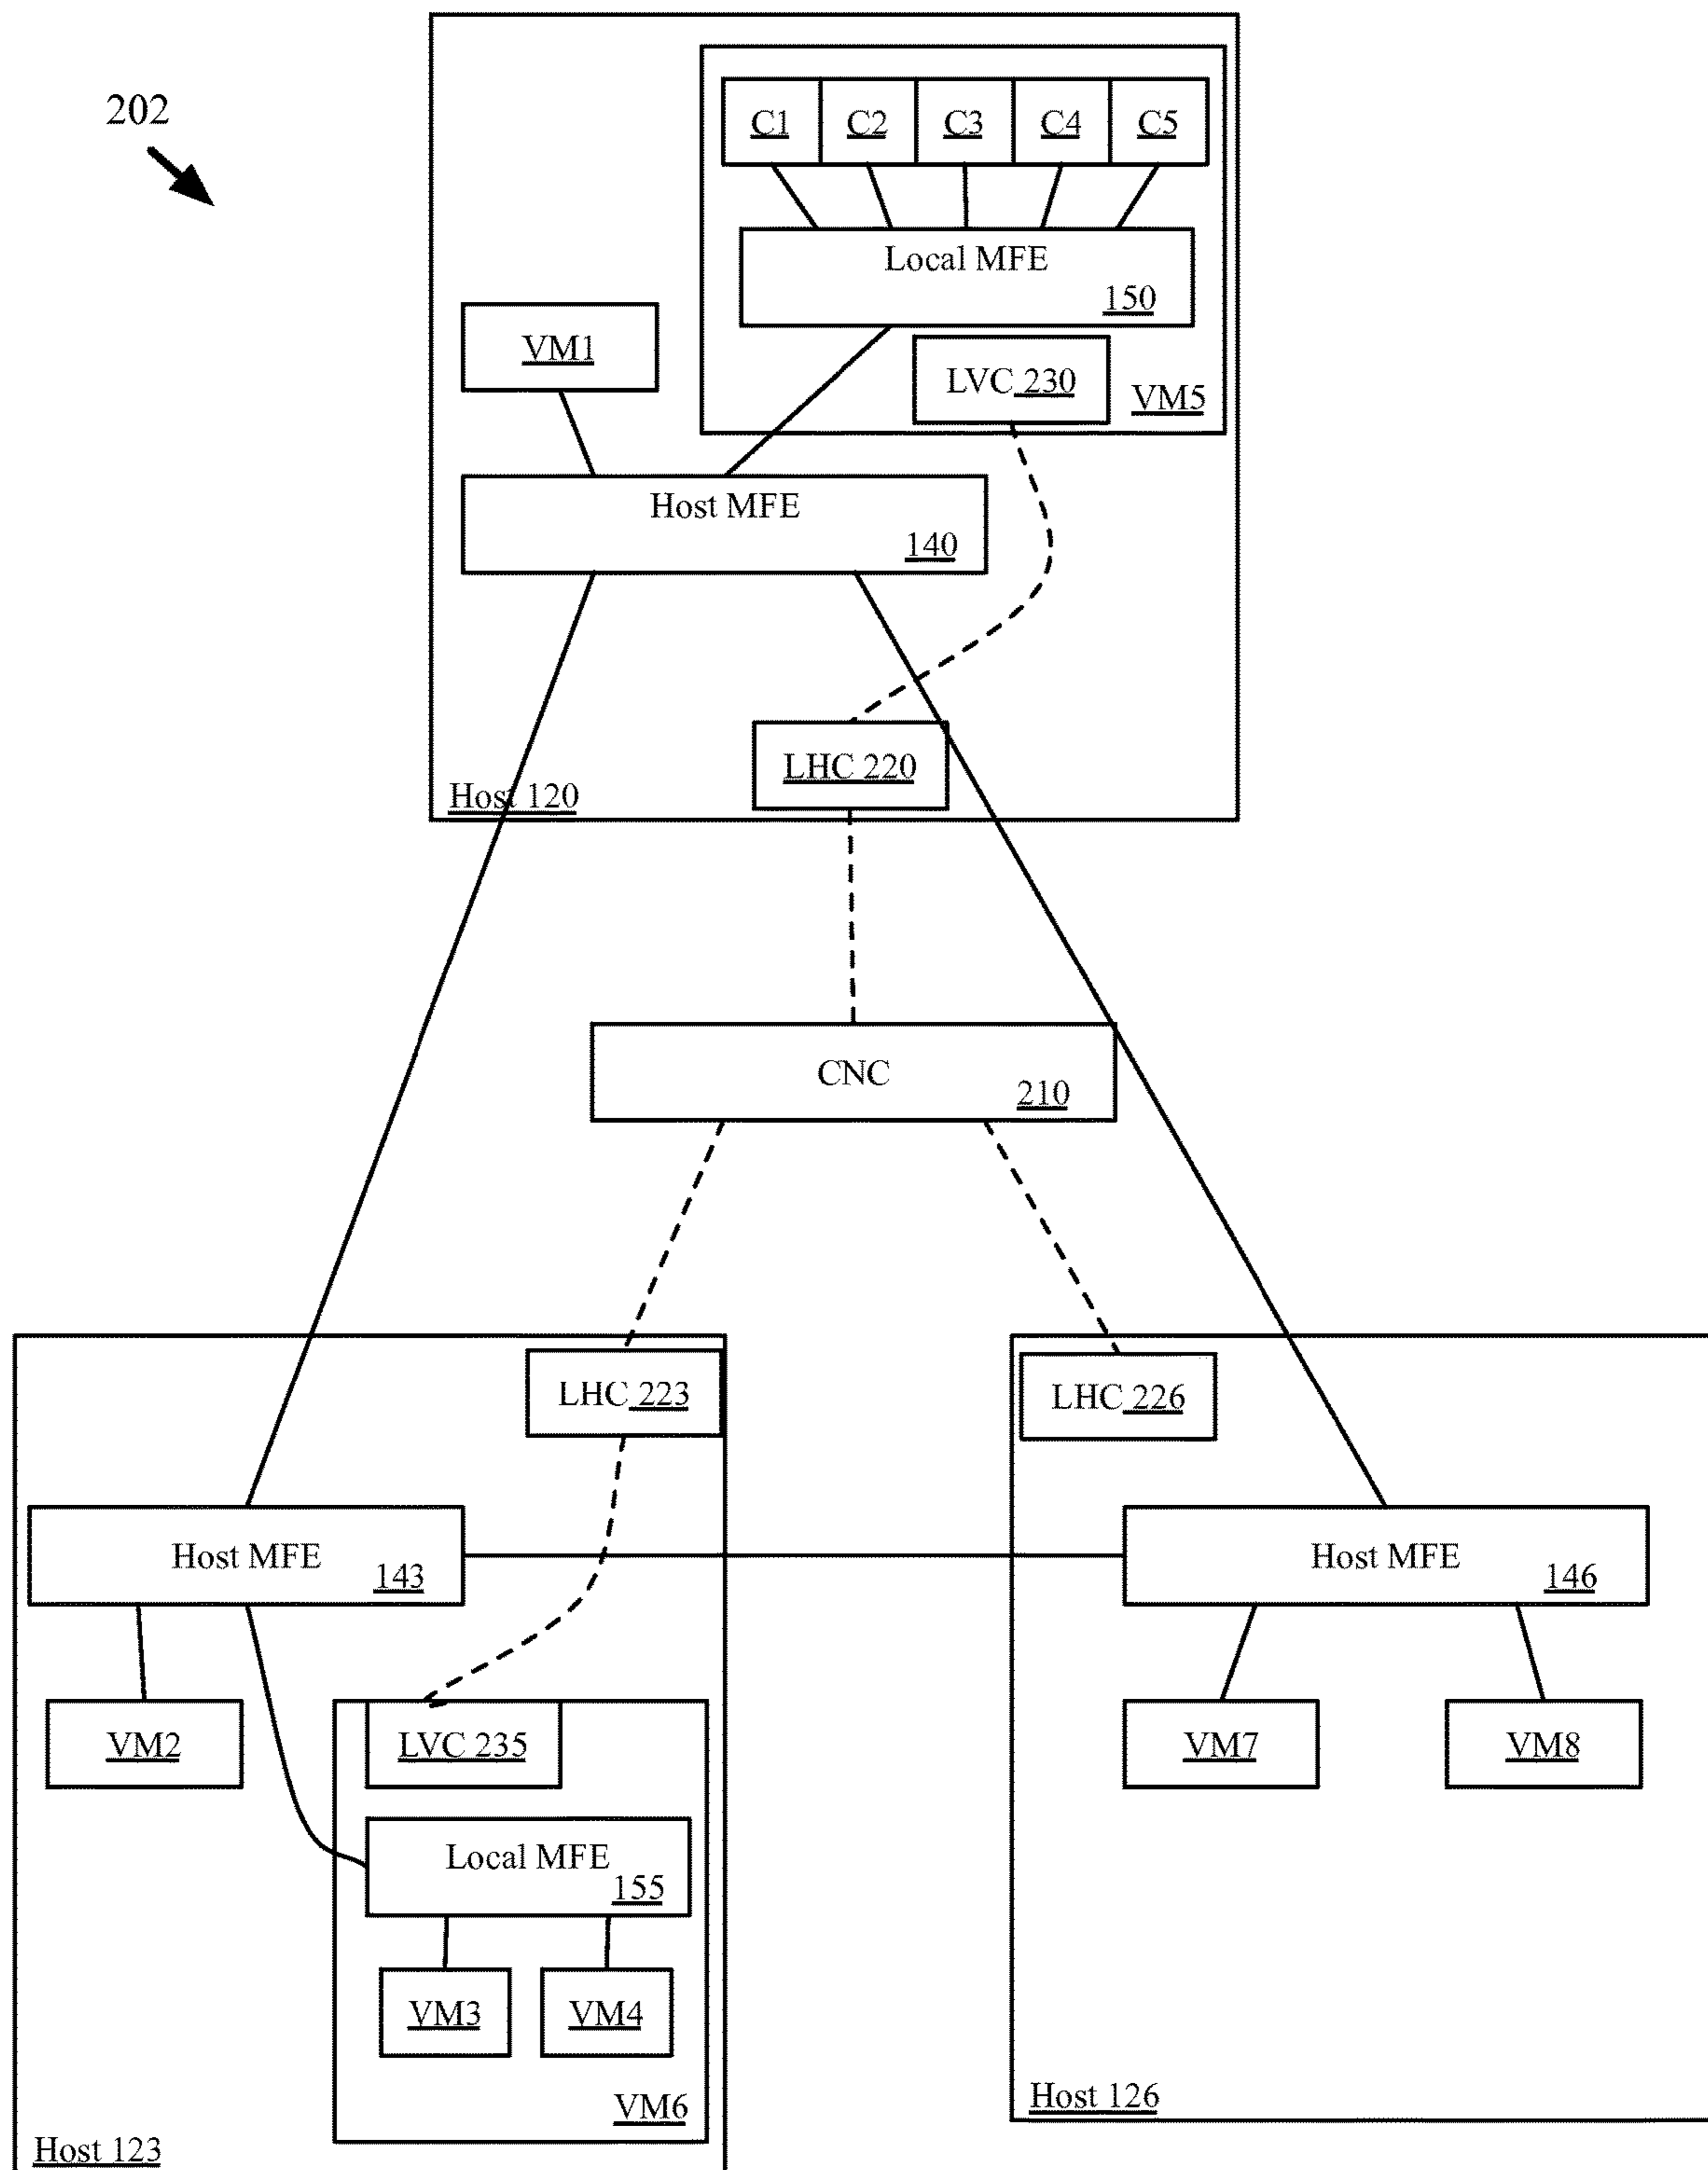 202
C1 C2 C3 C4 C5
Local MFE
150
VM1
LVC 230
VM5
Host MFE
140
LHC 220
Host 120
CNC
210
LHC 223
LHC 226
Host MFE
143
Host MFE
146
VM2
LVC 235
VM7
VM8
Local MFE
155
VM3
VM4
VM6
Host 126
Host 123